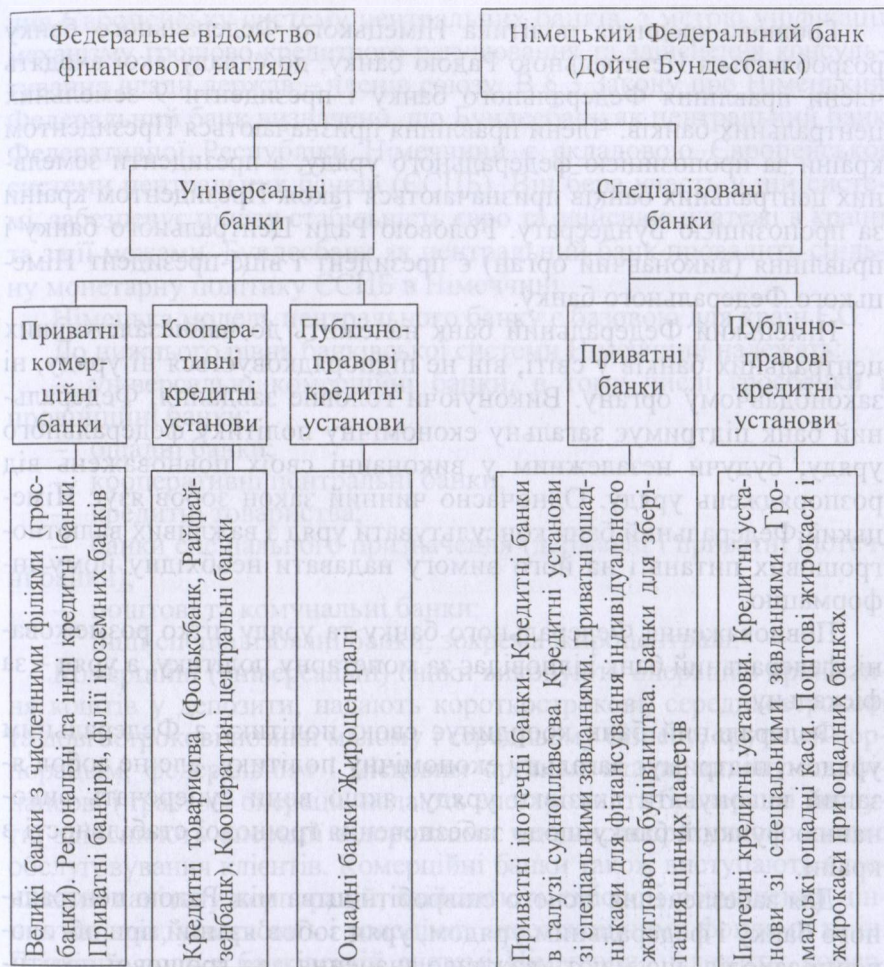 Федеральне відомство
фінансового нагляду
Німецький Федеральний банк
(Дойче Бундесбанк)
Універсальні
банки
Спеціалізовані
банки
Приватні
комер-
ційні
банки
Коопера-
тивні
кредитні
установи
Публічно-
правові
кредитні
установи
Приватні
банки
Публічно-
правові
кредитні
установи
Великі банки з численними філіями (грос-
банки). Регіональні та інші кредитні банки.
Приватні банкіри. Філії іноземних банків
Кредитні товариства (Фольксбанк, Райфай-
зенбанк. Кооперативні центральні банки
Ощадні банки. Жироцентралі
Приватні іпотечні банки. Кредитні банки
в галузі судноплавства. Кредитні установи
зі спеціальними завданнями. Приватні ощад-
ні каси для фінансування індивідуального
житлового будівництва. Банки для збері-
гання цінних паперів
Іпотечні кредитні установи. Кредитні уста-
нови зі спеціальними завданнями. Гро-
мадські ощадні каси. Поштові жирокаси
Жирокаси при ощадних банках